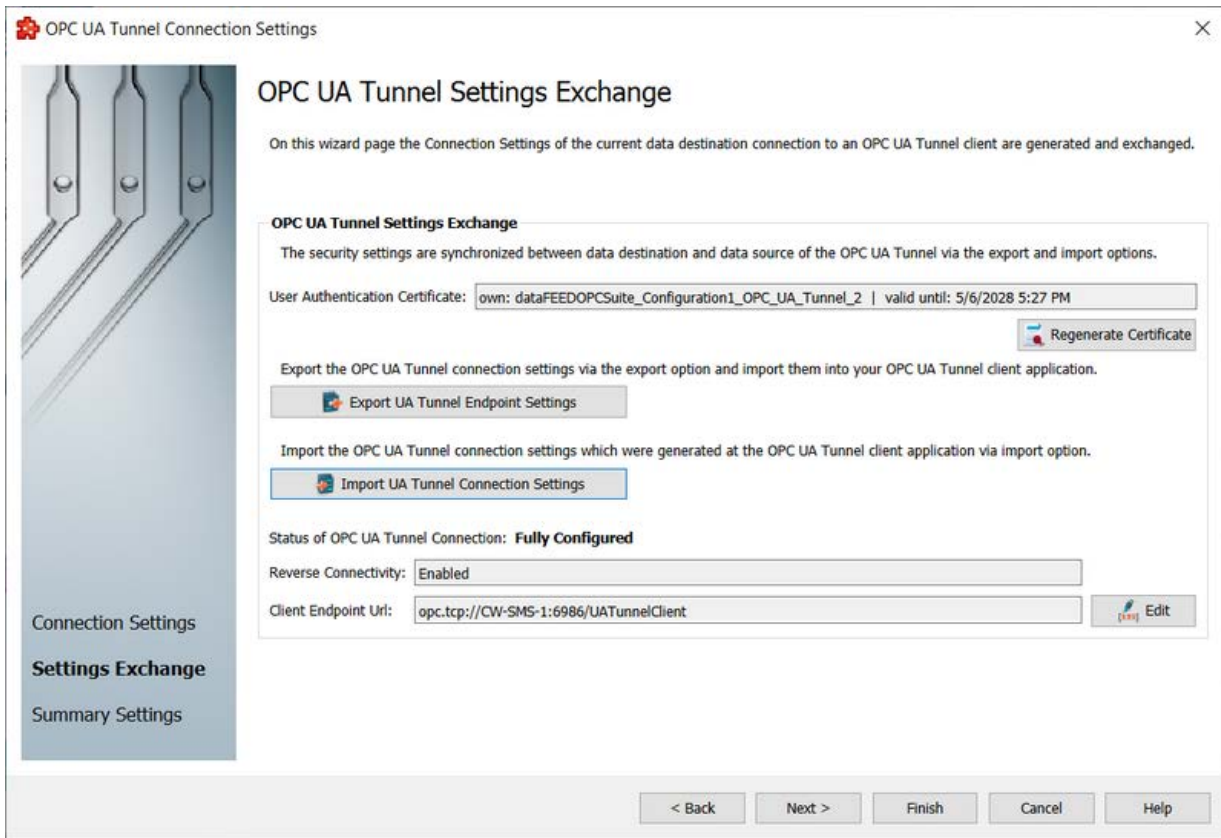 OPC UA Tunnel Connection Settings
OPC UA Tunnel Settings Exchange
On this wizard page the Connection Settings of the current data destination connection to an OPC UA Tunnel client are generated and exchanged.
OPC UA Tunnel Settings Exchange
The security settings are synchronized between data destination and data source of the OPC UA Tunnel via the export and import options.
User Authentication Certificate: own: dataFEEDOPCSuite_Configuration1_OPC_UA_Tunnel_2 | valid until: 5/6/2028 5:27 PM
Regenerate Certificate
Export the OPC UA Tunnel connection settings via the export option and import them into your OPC UA Tunnel client application.
Export UA Tunnel Endpoint Settings
Import the OPC UA Tunnel connection settings which were generated at the OPC UA Tunnel client application via import option.
Import UA Tunnel Connection Settings
Status of OPC UA Tunnel Connection: Fully Configured
Reverse Connectivity: Enabled
Client Endpoint Url: opc.tcp://CW-SMS-1:6986/UATunnelClient
Edit
Connection Settings
Settings Exchange
Summary Settings
< Back Next > Finish Cancel Help